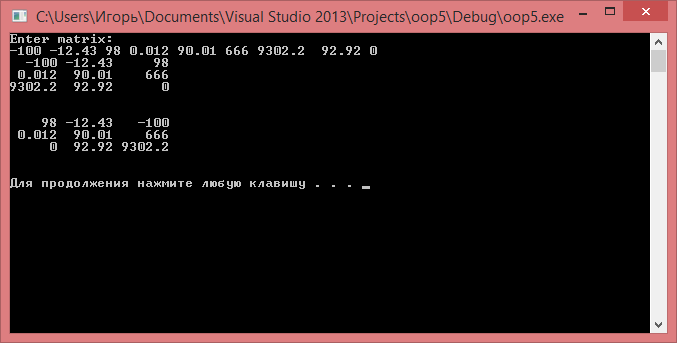 C:\Users\Игорь\Documents\Visual Studio 2013\Projects\oop5\Debug\oop5.exe
Enter matrix:
-100 -12.43 98 0.012 90.01 666 9302.2  92.92 0
-100 -12.43 98
0.012 90.01 666
9302.2 92.92 0
98 -12.43 -100
0.012 90.01 666
0 92.92 9302.2
Для продолжения нажмите любую клавишу . . . _